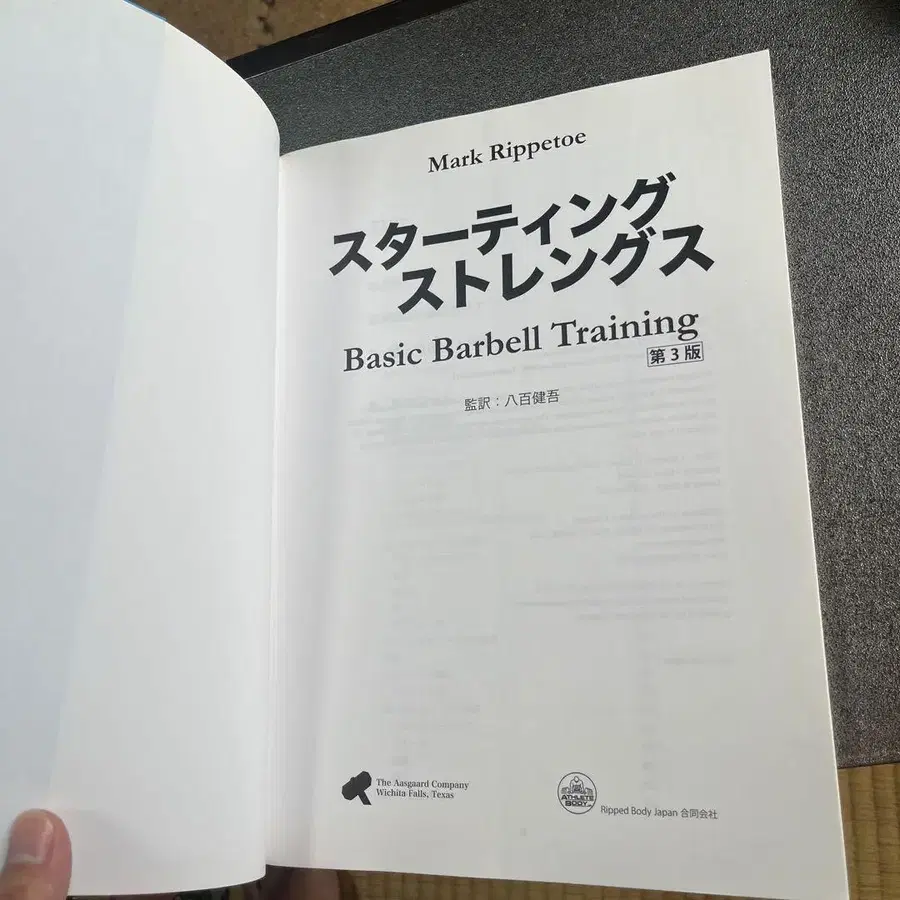 Mark Rippetoe
スターティング
ストレングス
Basic Barbell Training
第3版
監訳：八百健吾
The Aasgaard Company
Wichita Falls, Texas
ATHLETE
BODY
Ripped Body Japan 合同会社